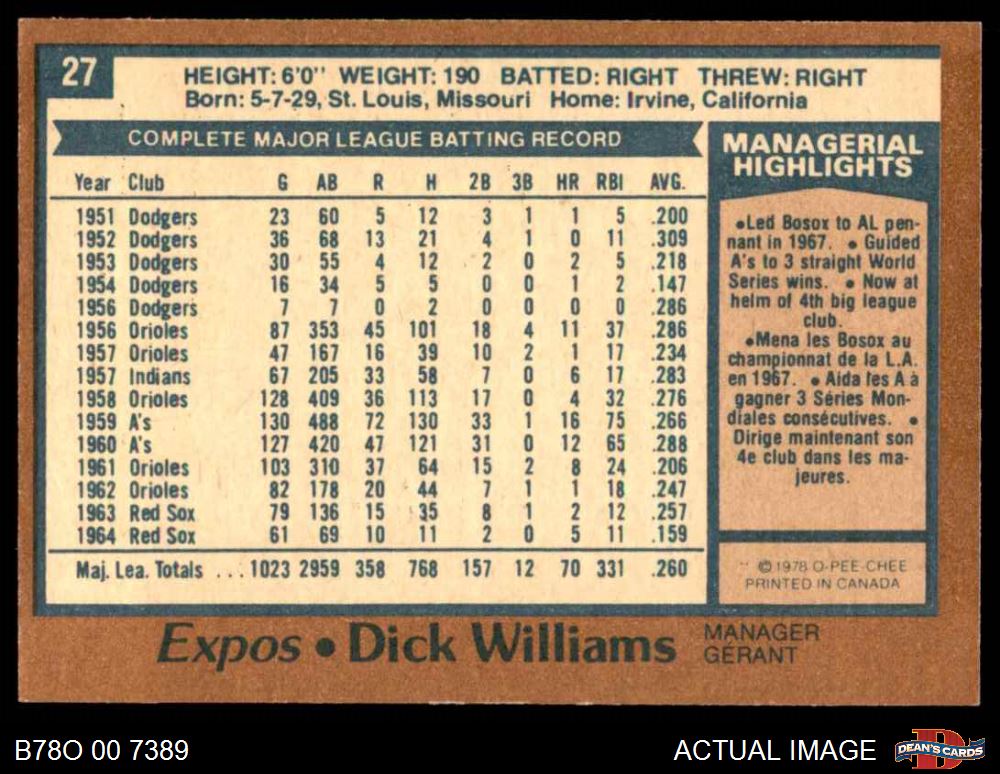 27
HEIGHT: 6'0" WEIGHT: 190 BATTED: RIGHT THREW: RIGHT
Born: 5-7-29, St. Louis, Missouri Home: Irvine, California
COMPLETE MAJOR LEAGUE BATTING RECORD
Year Club G AB R H 2B 3B HR RBI AVG.
1951 Dodgers 23 60 5 12 3 1 1 5 .200
1952 Dodgers 36 68 13 21 4 1 0 11 .309
1953 Dodgers 30 55 4 12 2 0 2 5 .218
1954 Dodgers 16 34 5 5 0 0 1 2 .147
1956 Dodgers 7 7 0 2 0 0 0 0 .286
1956 Orioles 87 353 45 101 18 4 11 37 .286
1957 Orioles 47 167 16 39 10 2 1 17 .234
1957 Indians 67 205 33 58 7 0 6 17 .283
1958 Orioles 128 409 36 113 17 0 4 32 .276
1959 A's 130 488 72 130 33 1 16 75 .266
1960 A's 127 420 47 121 31 0 12 65 .288
1961 Orioles 103 310 37 64 15 2 8 24 .206
1962 Orioles 82 178 20 44 7 1 1 18 .247
1963 Red Sox 79 136 15 35 8 1 2 12 .257
1964 Red Sox 61 69 10 11 2 0 5 11 .159
Maj. Lea. Totals ... 1023 2959 358 768 157 12 70 331 .260
MANAGERIAL
HIGHLIGHTS
•Led Bosox to AL pen-
nant in 1967. • Guided
A's to 3 straight World
Series wins. • Now at
helm of 4th big league
club.
•Mena les Bosox au
championnat de la L.A.
en 1967. • Aida les A à
gagner 3 Séries Mon-
diales consécutives. •
Dirige maintenant son
4e club dans les ma-
jeures.
© 1978 O-PEE-CHEE
PRINTED IN CANADA
Expos • Dick Williams
MANAGER
GÉRANT
B78O 00 7389
ACTUAL IMAGE
DEAN'S CARDS